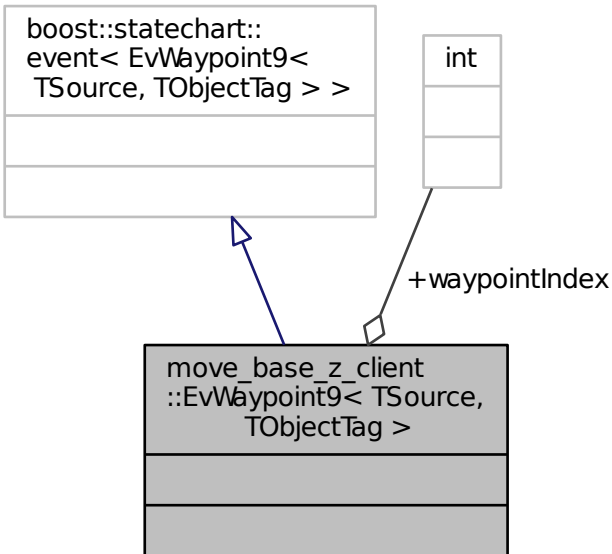 boost::statechart::
event< EvWaypoint9<
TSource, TObjectTag > >
int
+waypointIndex
move_base_z_client
::EvWaypoint9< TSource,
TObjectTag >